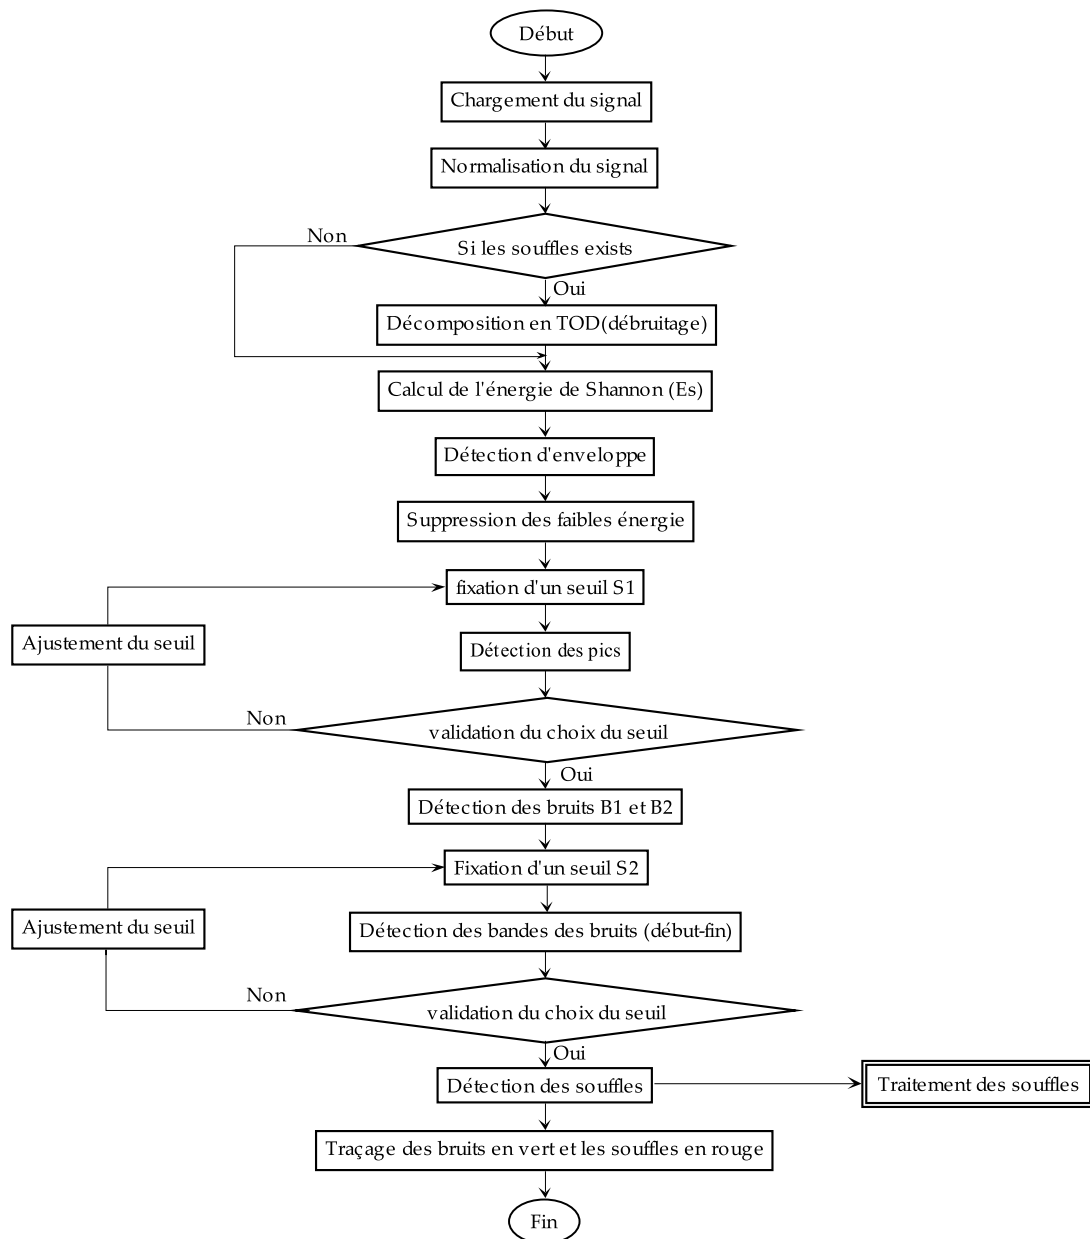 Début
Chargement du signal
Normalisation du signal
Non
Si les souffles exists
Oui
Décomposition en TOD(débruitage)
Calcul de l'énergie de Shannon (Es)
Détection d'enveloppe
Suppression des faibles énergie
fixation d'un seuil S1
Ajustement du seuil
Détection des pics
Non
validation du choix du seuil
Oui
Détection des bruits B1 et B2
Fixation d'un seuil S2
Ajustement du seuil
Détection des bandes des bruits (début-fin)
Non
validation du choix du seuil
Oui
Détection des souffles
Traitement des souffles
Traçage des bruits en vert et les souffles en rouge
Fin